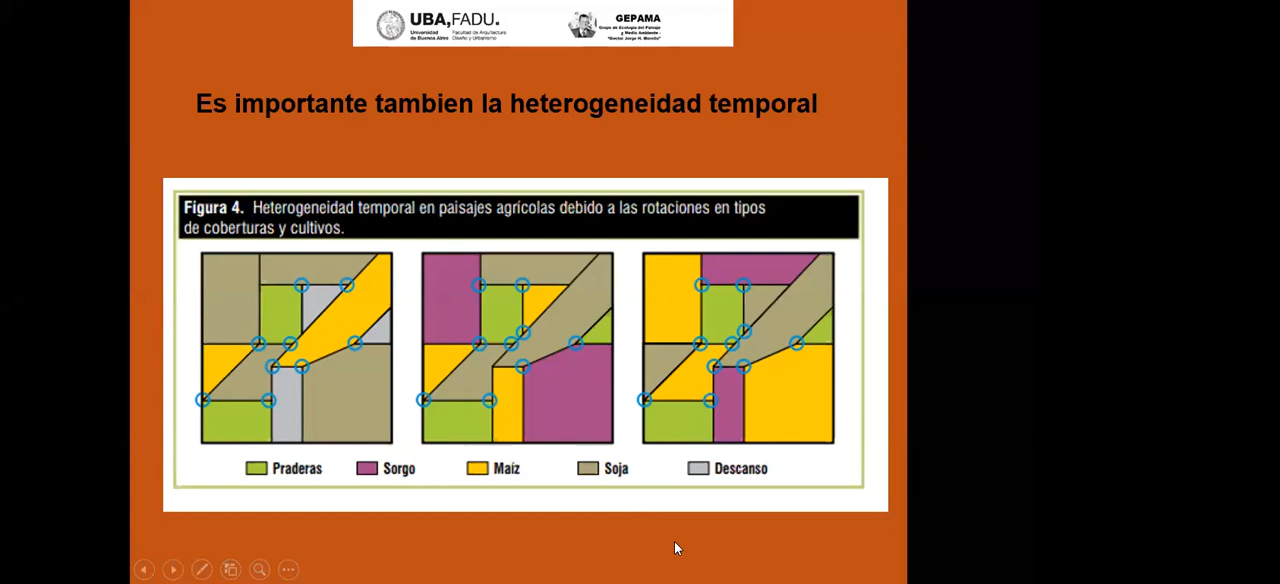 UBA,FADU.
Universidad de Buenos Aires
Facultad de Arquitectura Diseño y Urbanismo
GEPAMA
Grupo de Ecología del Paisaje
y Medio Ambiente -
"Doctor Jorge H. Morello"
Es importante tambien la heterogeneidad temporal
Figura 4. Heterogeneidad temporal en paisajes agrícolas debido a las rotaciones en tipos
de coberturas y cultivos.
Praderas Sorgo Maíz Soja Descanso